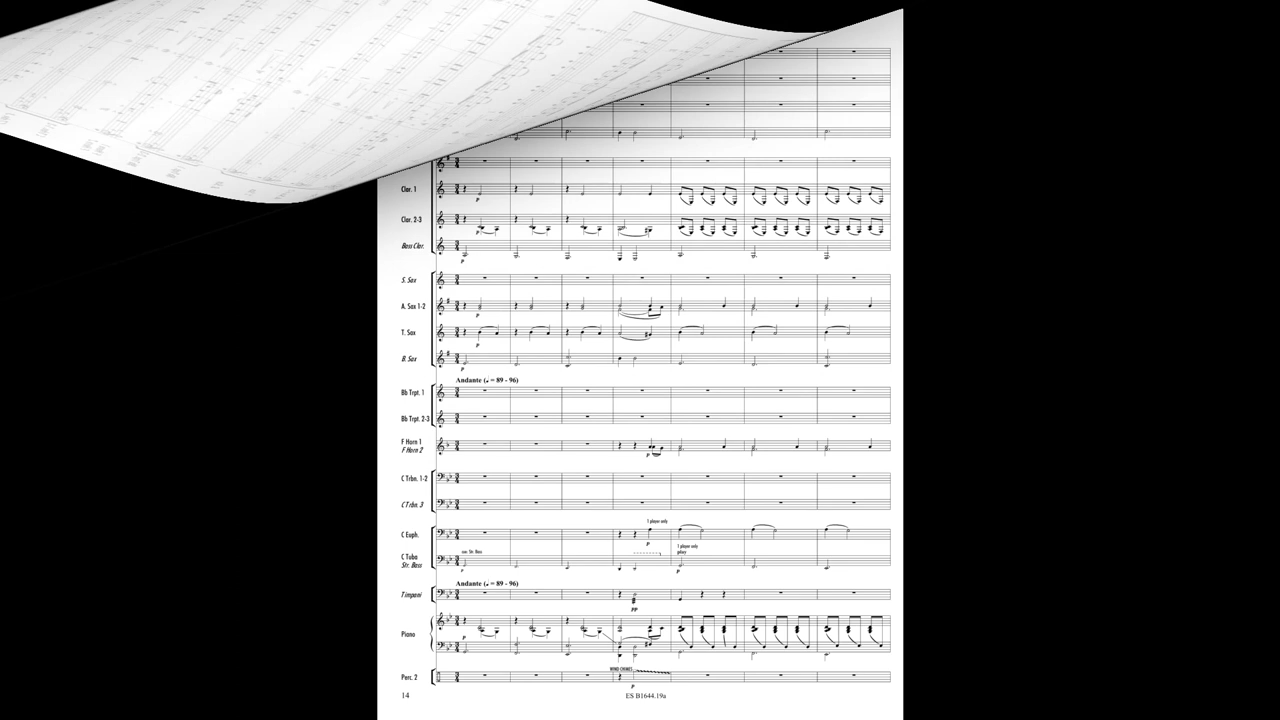 Clar. 1
p
Clar. 2-3
p
Bass Clar.
p
S. Sax
A. Sax 1-2
p
T. Sax
p
B. Sax
p
Andante (♩ = 89 - 96)
Bb Trpt. 1
Bb Trpt. 2-3
F Horn 1
F Horn 2
p
C Trbn. 1-2
C Trbn. 3
1 player only
C Euph.
p
1 player only
C Tuba
Str. Bass
p
p
Andante (♩ = 89 - 96)
Timpani
pp
Piano
p
WIND CHIMES
Perc. 2
p
14
ES B1644.19a